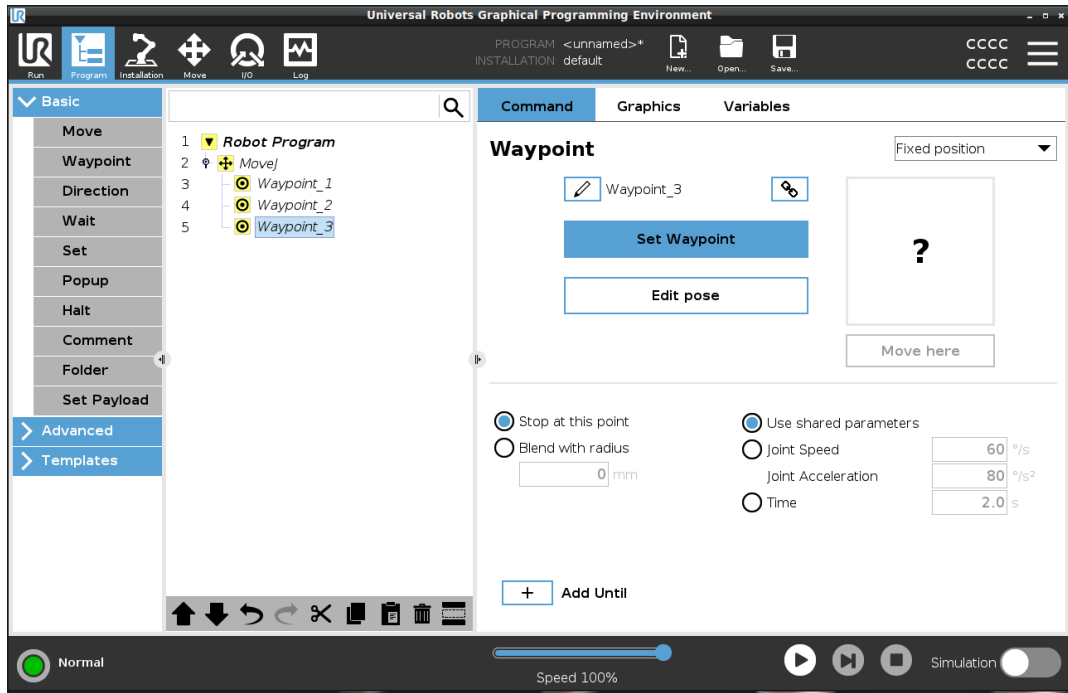 Universal Robots Graphical Programming Environment
UR
Run
Program
Installation
Move
I/O
Log
PROGRAM <unnamed>*
INSTALLATION default
New...
Open...
Save...
CCCC
CCCC
Basic
Move
Waypoint
Direction
Wait
Set
Popup
Halt
Comment
Folder
Set Payload
Advanced
Templates
1 Robot Program
2 MoveJ
3 Waypoint_1
4 Waypoint_2
5 Waypoint_3
Command Graphics Variables
Waypoint
Fixed position
Waypoint_3
Set Waypoint
Edit pose
?
Move here
Stop at this point
Blend with radius
0 mm
Use shared parameters
Joint Speed 60 °/s
Joint Acceleration 80 °/s²
Time 2.0 s
+ Add Until
Normal
Speed 100%
Simulation